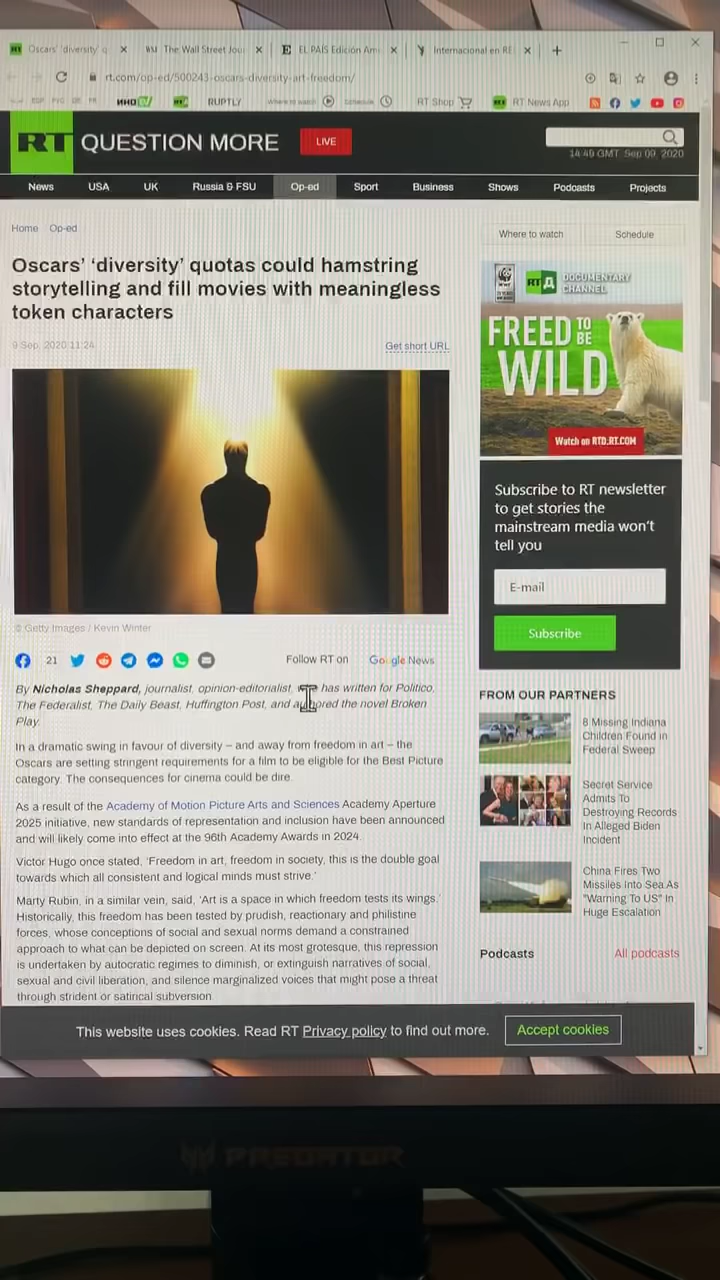 Oscars' 'diversity' q
The Wall Street Jou
EL PAÍS Edición Am
Internacional en
rt.com/op-ed/500243-oscars-diversity-art-freedom/
ИНО TV
RUPTLY
Where to watch
Schedule
RT Shop
RT News App
RT QUESTION MORE
LIVE
14:49 GMT, Sep 09, 2020
News USA UK Russia & FSU Op-ed Sport Business Shows Podcasts Projects
Home Op-ed
Oscars' 'diversity' quotas could hamstring
storytelling and fill movies with meaningless
token characters
9 Sep, 2020 11:24
Get short URL
© Getty Images / Kevin Winter
21
Follow RT on Google News
By Nicholas Sheppard, journalist, opinion-editorialist, has written for Politico,
The Federalist, The Daily Beast, Huffington Post, and authored the novel Broken
Play.
In a dramatic swing in favour of diversity – and away from freedom in art – the
Oscars are setting stringent requirements for a film to be eligible for the Best Picture
category. The consequences for cinema could be dire.
As a result of the Academy of Motion Picture Arts and Sciences Academy Aperture
2025 initiative, new standards of representation and inclusion have been announced
and will likely come into effect at the 96th Academy Awards in 2024.
Victor Hugo once stated, 'Freedom in art, freedom in society, this is the double goal
towards which all consistent and logical minds must strive.'
Marty Rubin, in a similar vein, said, 'Art is a space in which freedom tests its wings.'
Historically, this freedom has been tested by prudish, reactionary and philistine
forces, whose conceptions of social and sexual norms demand a constrained
approach to what can be depicted on screen. At its most grotesque, this repression
is undertaken by autocratic regimes to diminish, or extinguish narratives of social,
sexual and civil liberation, and silence marginalized voices that might pose a threat
through strident or satirical subversion.
Where to watch
Schedule
WWF
RTД DOCUMENTARY
CHANNEL
FREED TO BE
WILD
Watch on RTD.RT.COM
Subscribe to RT newsletter
to get stories the
mainstream media won't
tell you
E-mail
Subscribe
FROM OUR PARTNERS
8 Missing Indiana
Children Found in
Federal Sweep
Secret Service
Admits To
Destroying Records
In Alleged Biden
Incident
China Fires Two
Missiles Into Sea As
"Warning To US" In
Huge Escalation
Podcasts
All podcasts
This website uses cookies. Read RT Privacy policy to find out more.
Accept cookies
PREDATOR